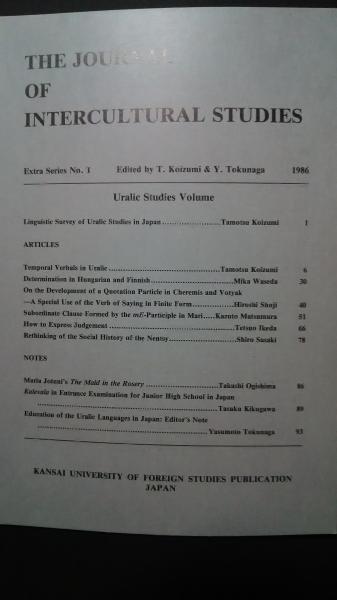 THE JOURNAL
OF
INTERCULTURAL STUDIES
Extra Series No. 1 Edited by T. Koizumi & Y. Tokunaga 1986
Uralic Studies Volume
Linguistic Survey of Uralic Studies in Japan.....................Tamotsu Koizumi 1
ARTICLES
Temporal Verbals in Uralic........................................Tamotsu Koizumi 6
Determination in Hungarian and Finnish..............................Mika Waseda 30
On the Development of a Quotation Particle in Cheremis and Votyak
—A Special Use of the Verb of Saying in Finite Form..............Hiroshi Shoji 40
Subordinate Clause Formed by the mE-Participle in Mari.....Kazuto Matsumura 51
How to Express Judgement........................................Tetsuo Ikeda 66
Rethinking of the Social History of the Nentsy......................Shiro Sasaki 78
NOTES
Maria Jotuni's The Maid in the Rosery..........................Takashi Ogishima 86
Kalevala in Entrance Examination for Junior High School in Japan
........................................................Tasaku Kikugawa 89
Education of the Uralic Languages in Japan: Editor's Note
........................................................Yasumoto Tokunaga 93
KANSAI UNIVERSITY OF FOREIGN STUDIES PUBLICATION
JAPAN